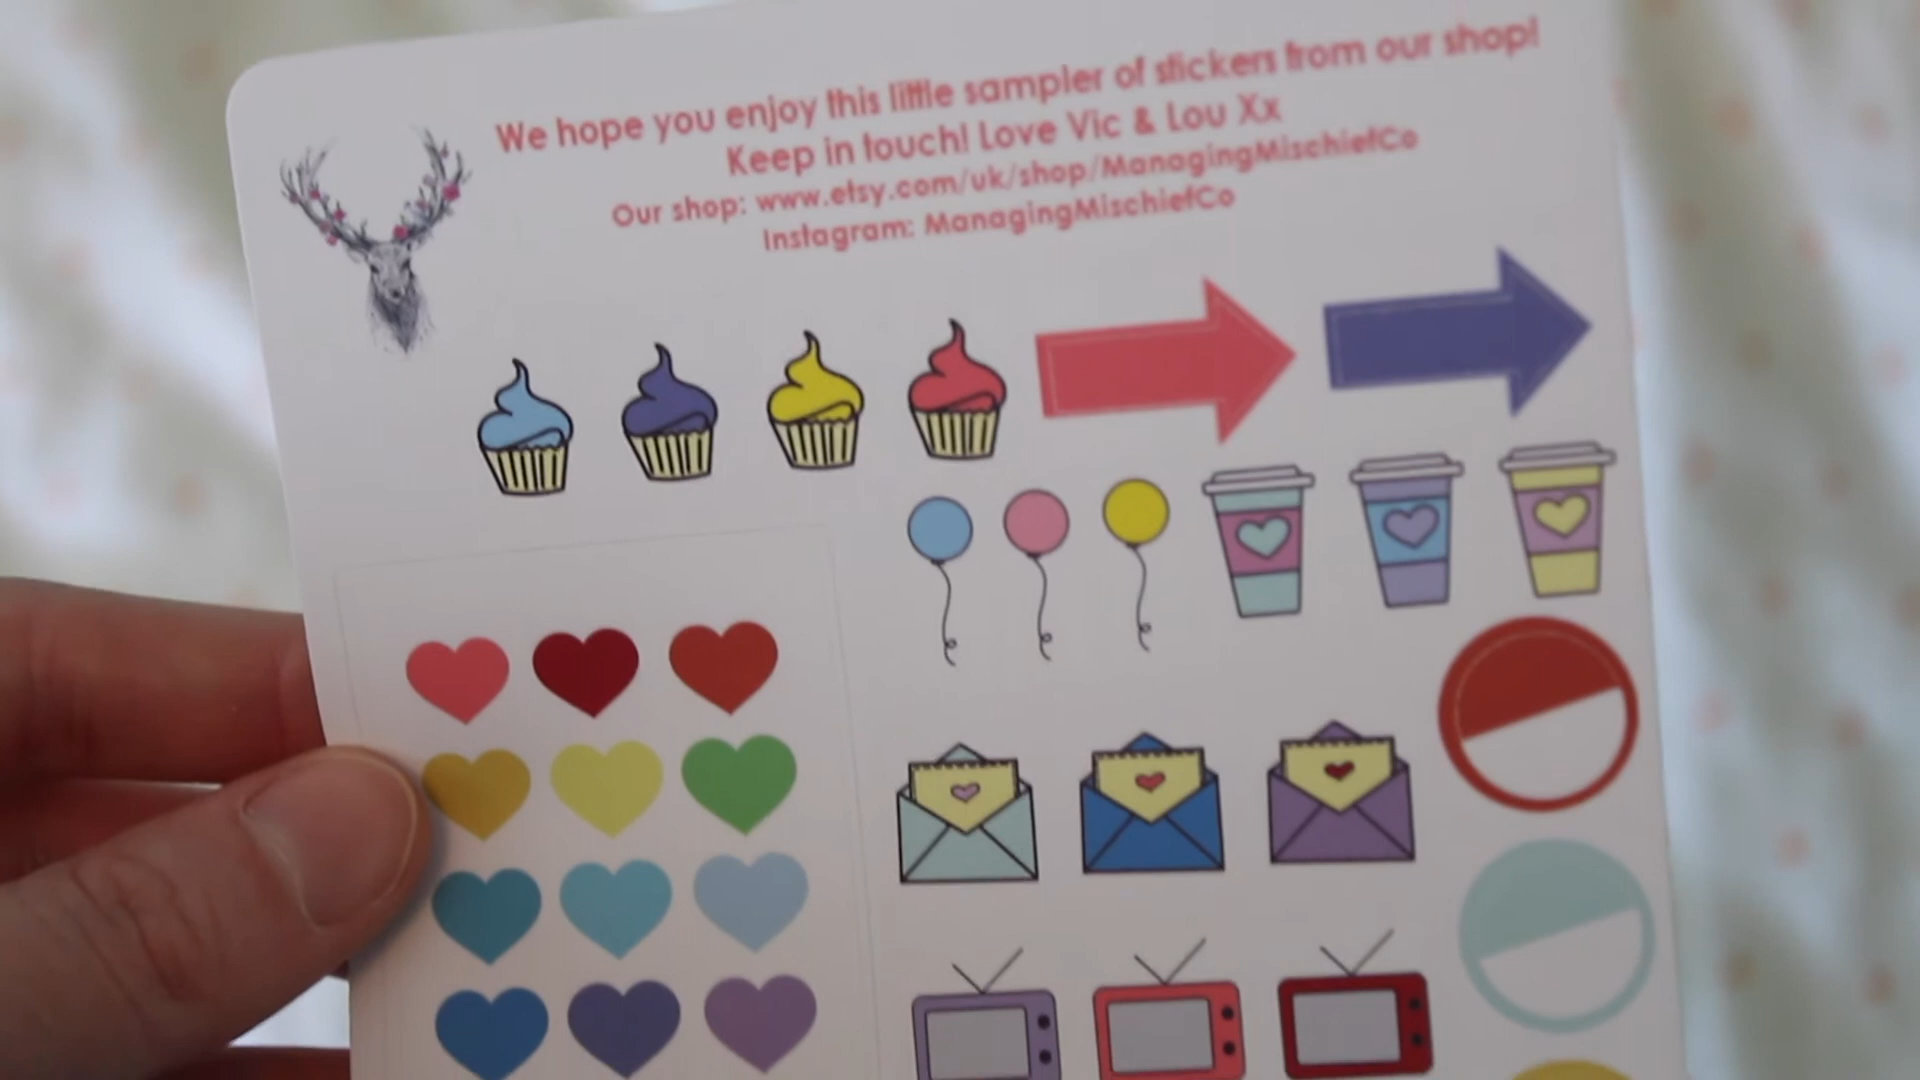 We hope you enjoy this little sampler of stickers from our shop!
Keep in touch! Love Vic & Lou Xx
Our shop: www.etsy.com/uk/shop/ManagingMischiefCo
Instagram: ManagingMischiefCo